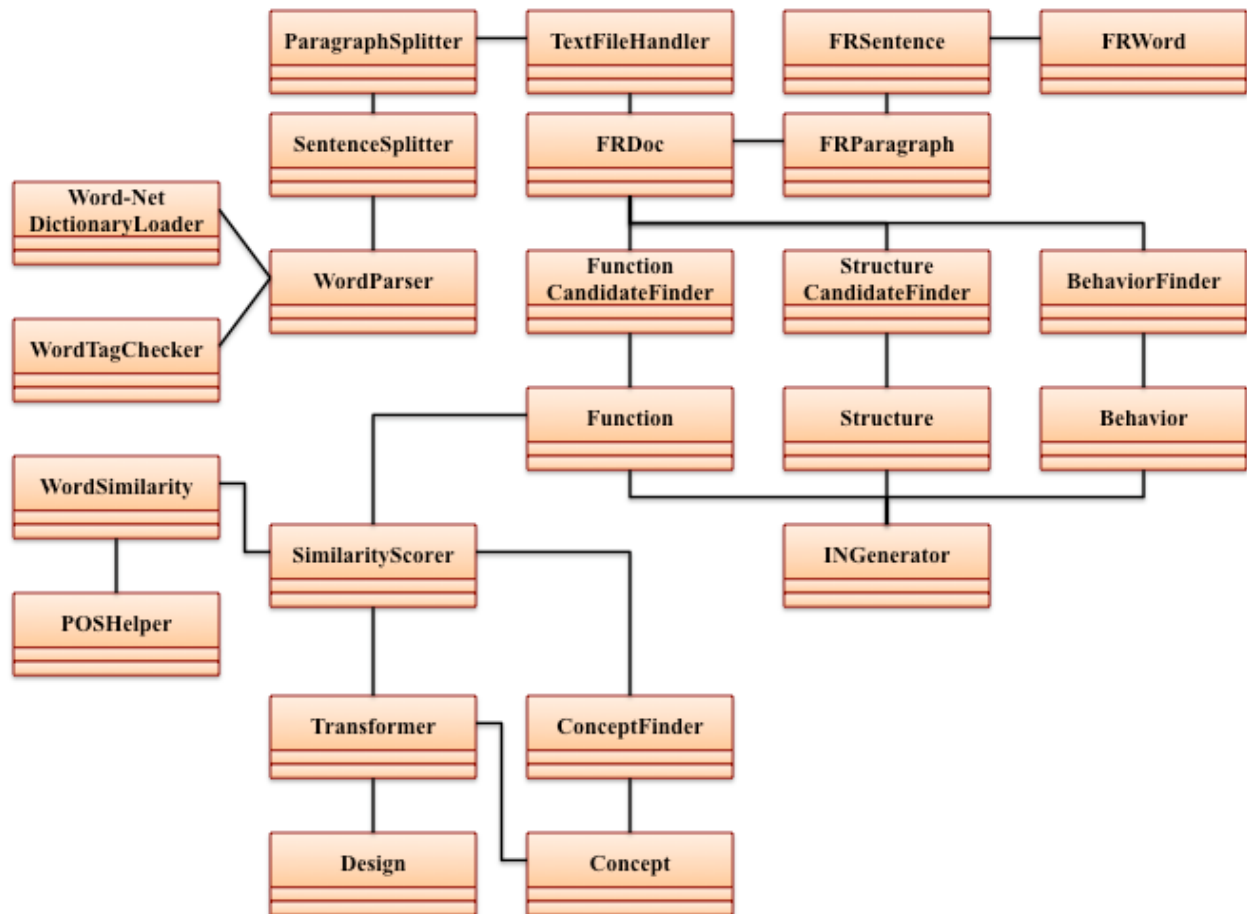 ParagraphSplitter
TextFileHandler
FRSentence
FRWord
SentenceSplitter
FRDoc
FRParagraph
Word-Net
DictionaryLoader
WordParser
Function
CandidateFinder
Structure
CandidateFinder
BehaviorFinder
WordTagChecker
Function
Structure
Behavior
WordSimilarity
SimilarityScorer
INGenerator
POSHelper
Transformer
ConceptFinder
Design
Concept